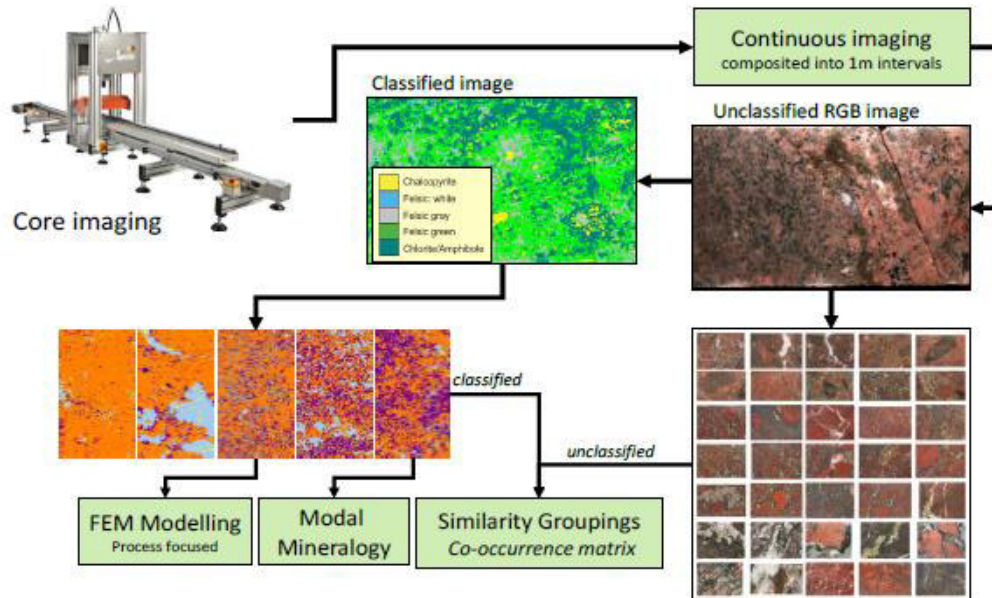 Continuous imaging
composited into 1m intervals
Classified image
Unclassified RGB image
Chalcopyrite
Felsic: white
Felsic gray
Felsic green
Chlorite/Amphibole
Core imaging
classified
unclassified
FEM Modelling
Process focused
Modal
Mineralogy
Similarity Groupings
Co-occurrence matrix